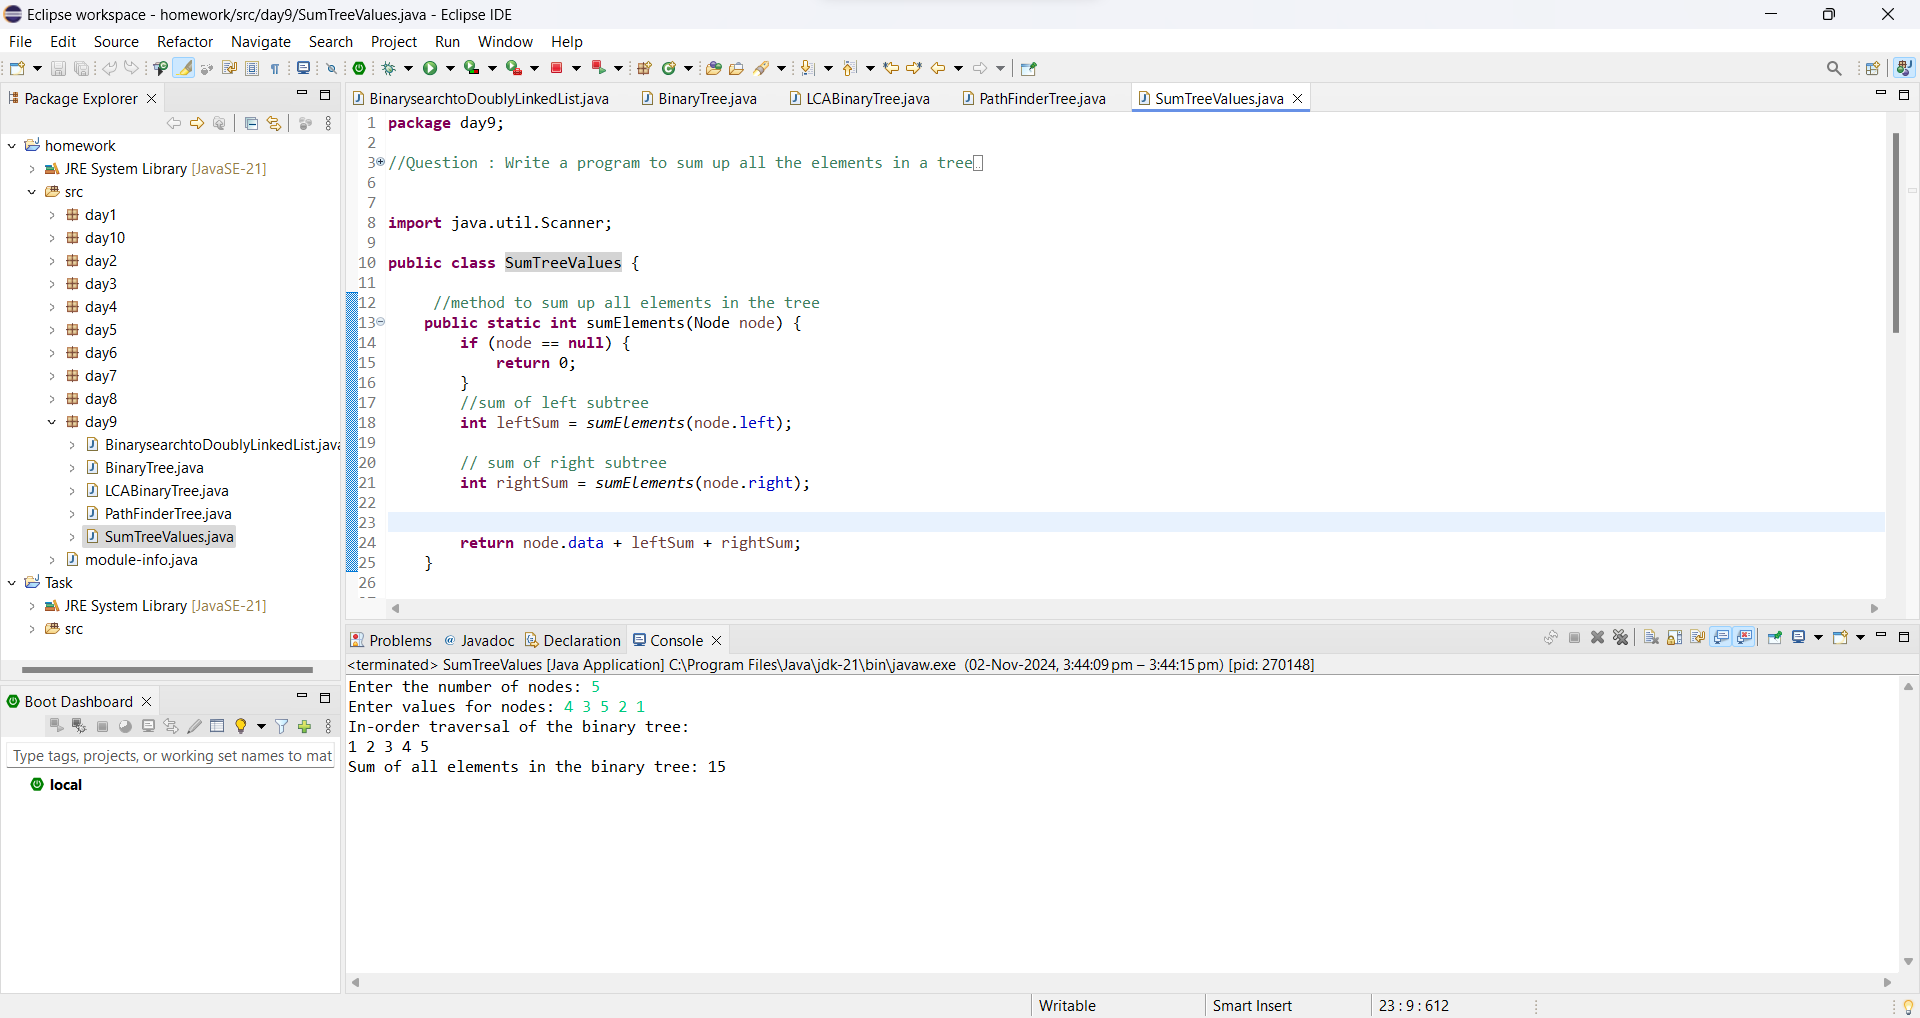 Eclipse workspace - homework/src/day9/SumTreeValues.java - Eclipse IDE
File Edit Source Refactor Navigate Search Project Run Window Help
Package Explorer
homework
JRE System Library [JavaSE-21]
src
day1
day10
day2
day3
day4
day5
day6
day7
day8
day9
BinarysearchtoDoublyLinkedList.java
BinaryTree.java
LCABinaryTree.java
PathFinderTree.java
SumTreeValues.java
module-info.java
Task
JRE System Library [JavaSE-21]
src
Boot Dashboard
Type tags, projects, or working set names to mat
local
BinarysearchtoDoublyLinkedList.java BinaryTree.java LCABinaryTree.java PathFinderTree.java SumTreeValues.java
1 package day9;
2
3 //Question : Write a program to sum up all the elements in a tree
6
7
8 import java.util.Scanner;
9
10 public class SumTreeValues {
11
12 //method to sum up all elements in the tree
13 public static int sumElements(Node node) {
14 if (node == null) {
15 return 0;
16 }
17 //sum of left subtree
18 int leftSum = sumElements(node.left);
19
20 // sum of right subtree
21 int rightSum = sumElements(node.right);
22
23
24 return node.data + leftSum + rightSum;
25 }
26
Problems @ Javadoc Declaration Console
<terminated> SumTreeValues [Java Application] C:\Program Files\Java\jdk-21\bin\javaw.exe (02-Nov-2024, 3:44:09 pm – 3:44:15 pm) [pid: 270148]
Enter the number of nodes: 5
Enter values for nodes: 4 3 5 2 1
In-order traversal of the binary tree:
1 2 3 4 5
Sum of all elements in the binary tree: 15
Writable Smart Insert 23 : 9 : 612